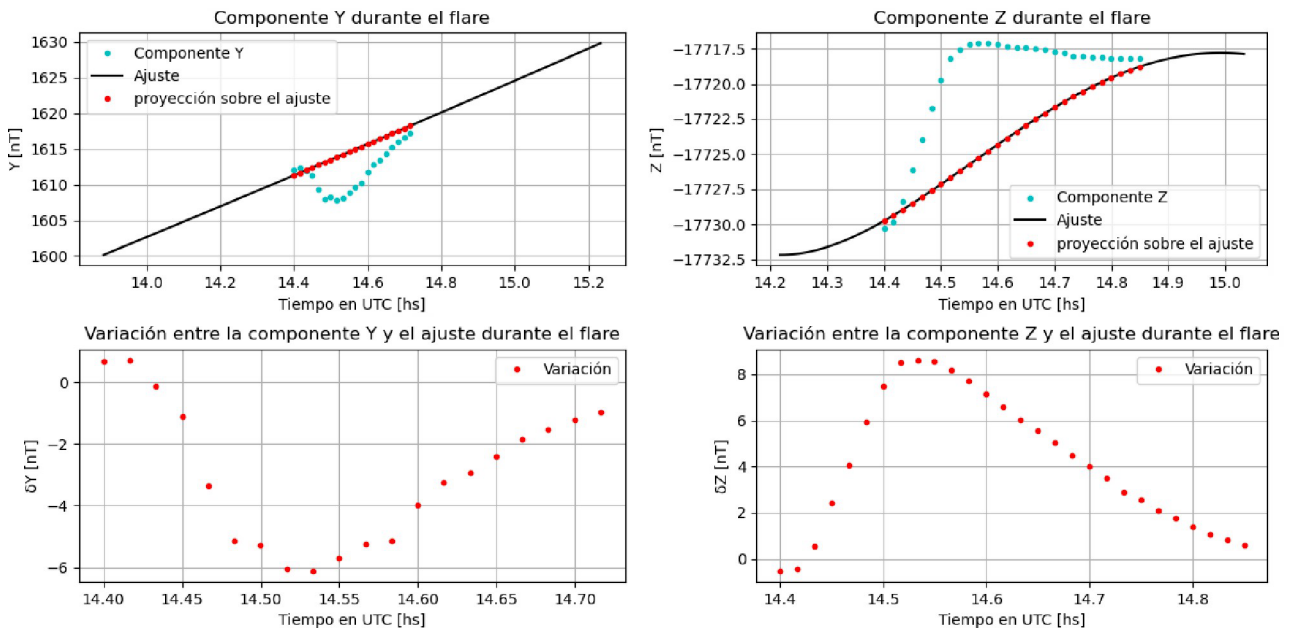 Componente Y durante el flare
1630
1625
1620
1615
1610
1605
1600
Y [nT]
Componente Y
Ajuste
proyección sobre el ajuste
14.0
14.2
14.4
14.6
14.8
15.0
15.2
Tiempo en UTC [hs]
Componente Z durante el flare
−17717.5
−17720.0
−17722.5
−17725.0
−17727.5
−17730.0
−17732.5
Z [nT]
Componente Z
Ajuste
proyección sobre el ajuste
14.2
14.3
14.4
14.5
14.6
14.7
14.8
14.9
15.0
Tiempo en UTC [hs]
Variación entre la componente Y y el ajuste durante el flare
0
−2
−4
−6
δY [nT]
Variación
14.40
14.45
14.50
14.55
14.60
14.65
14.70
Tiempo en UTC [hs]
Variación entre la componente Z y el ajuste durante el flare
8
6
4
2
0
δZ [nT]
Variación
14.4
14.5
14.6
14.7
14.8
Tiempo en UTC [hs]